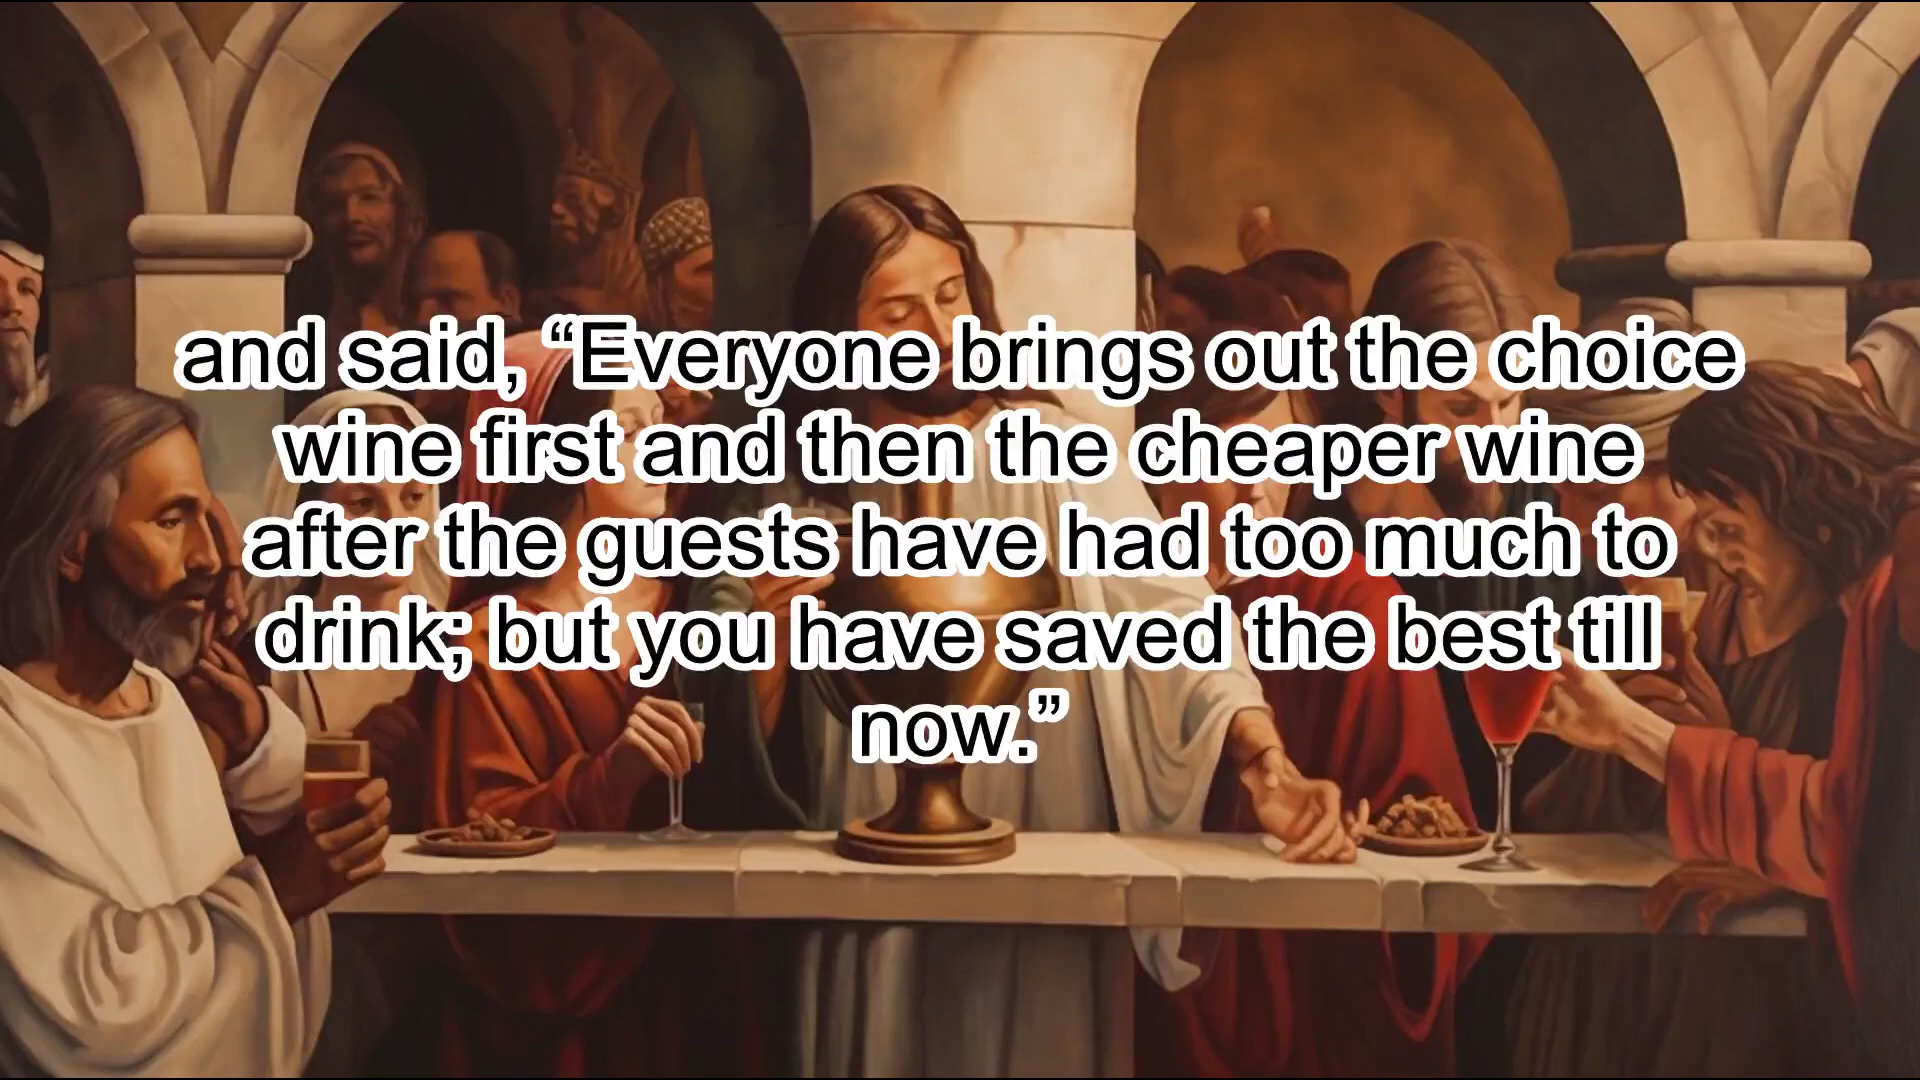 and said, “Everyone brings out the choice
wine first and then the cheaper wine
after the guests have had too much to
drink; but you have saved the best till
now.”